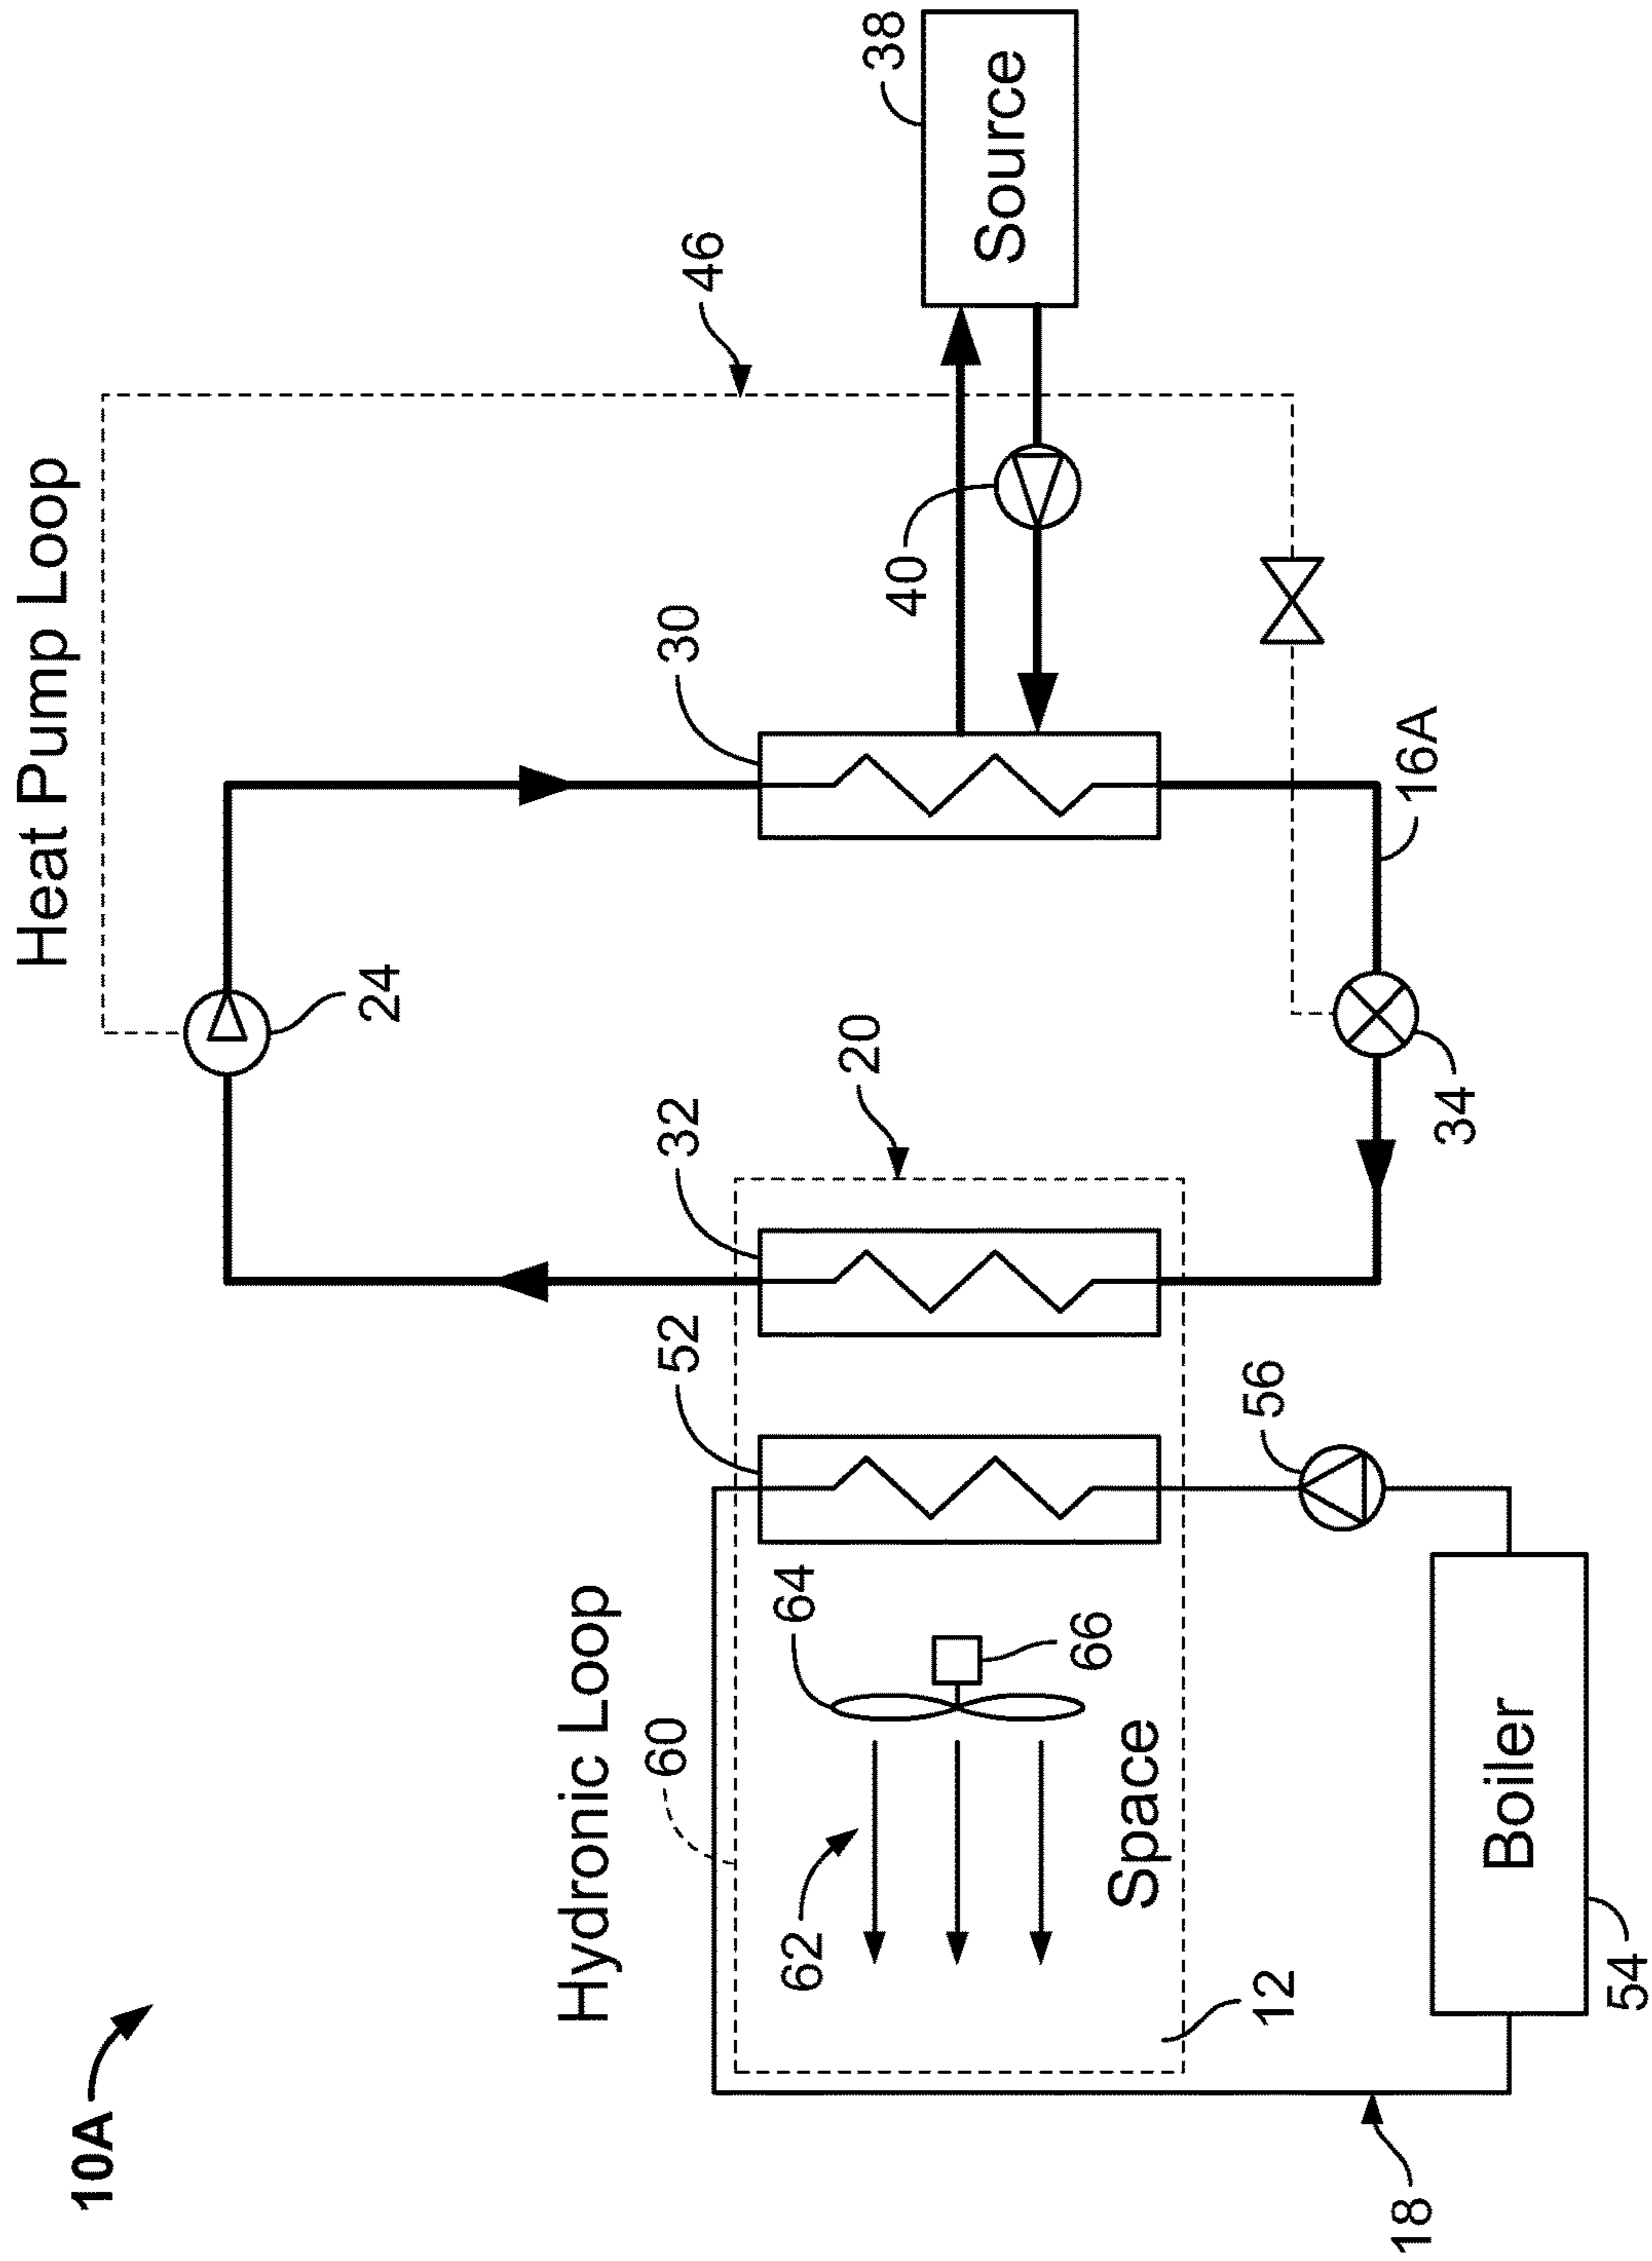 10A
Heat Pump Loop
Hydronic Loop
46
24
38
Source
40
30
32
20
52
60
64
62
66
Space
12
56
34
16A
Boiler
54
18